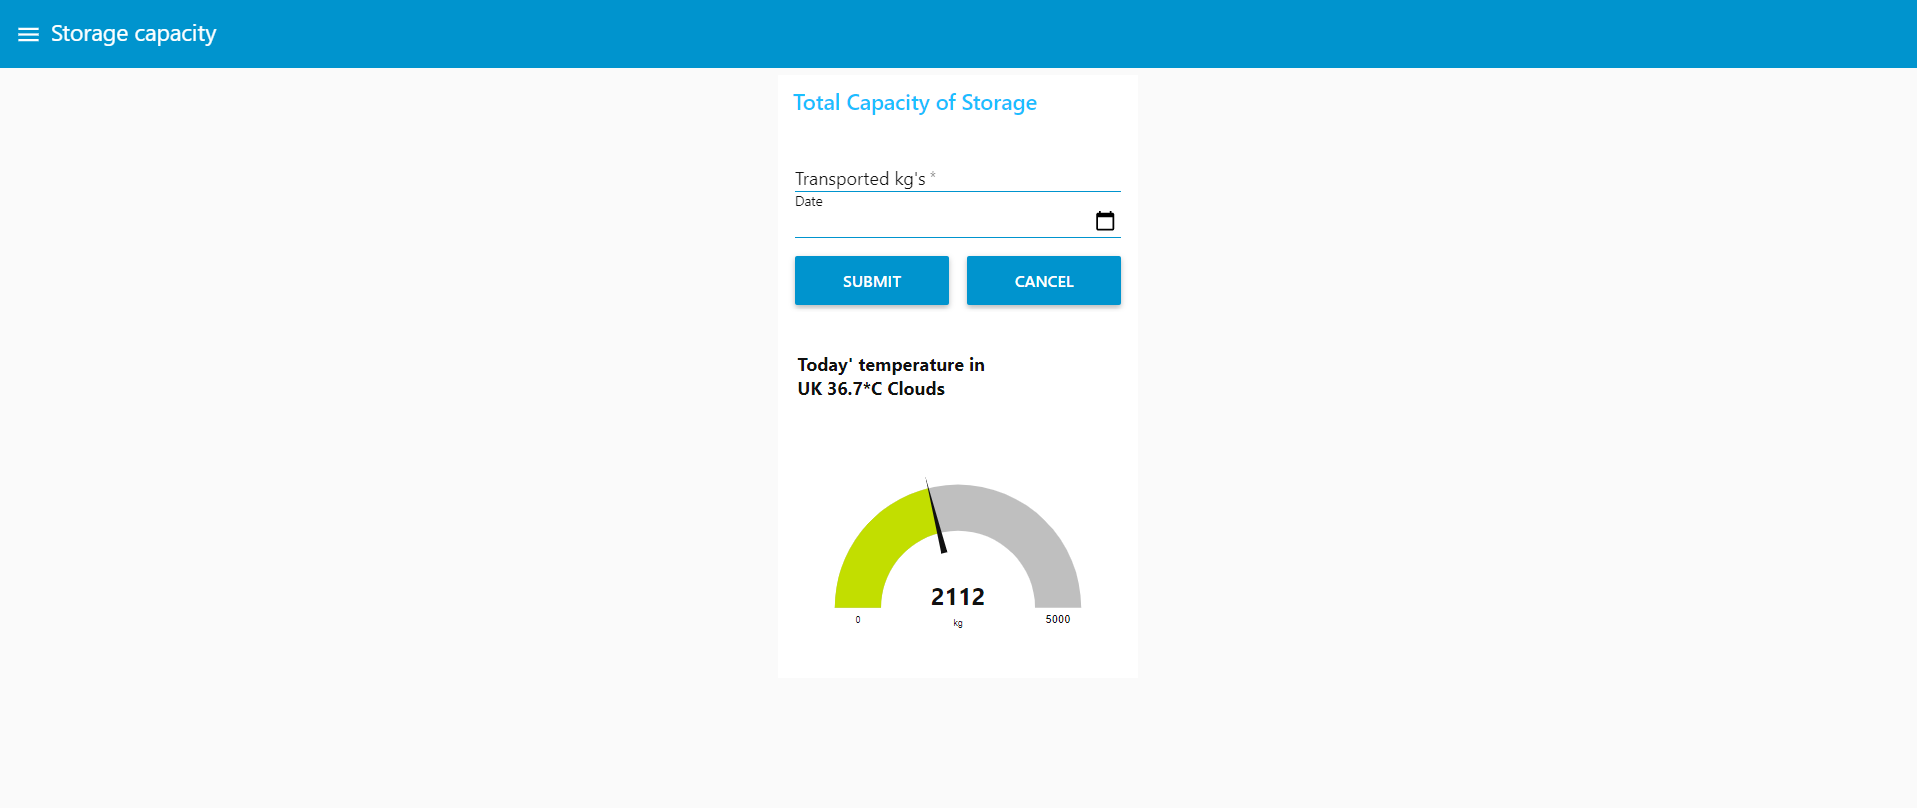 Storage capacity
Total Capacity of Storage
Transported kg's *
Date
SUBMIT CANCEL
Today' temperature in
UK 36.7*C Clouds
2112
0 kg 5000